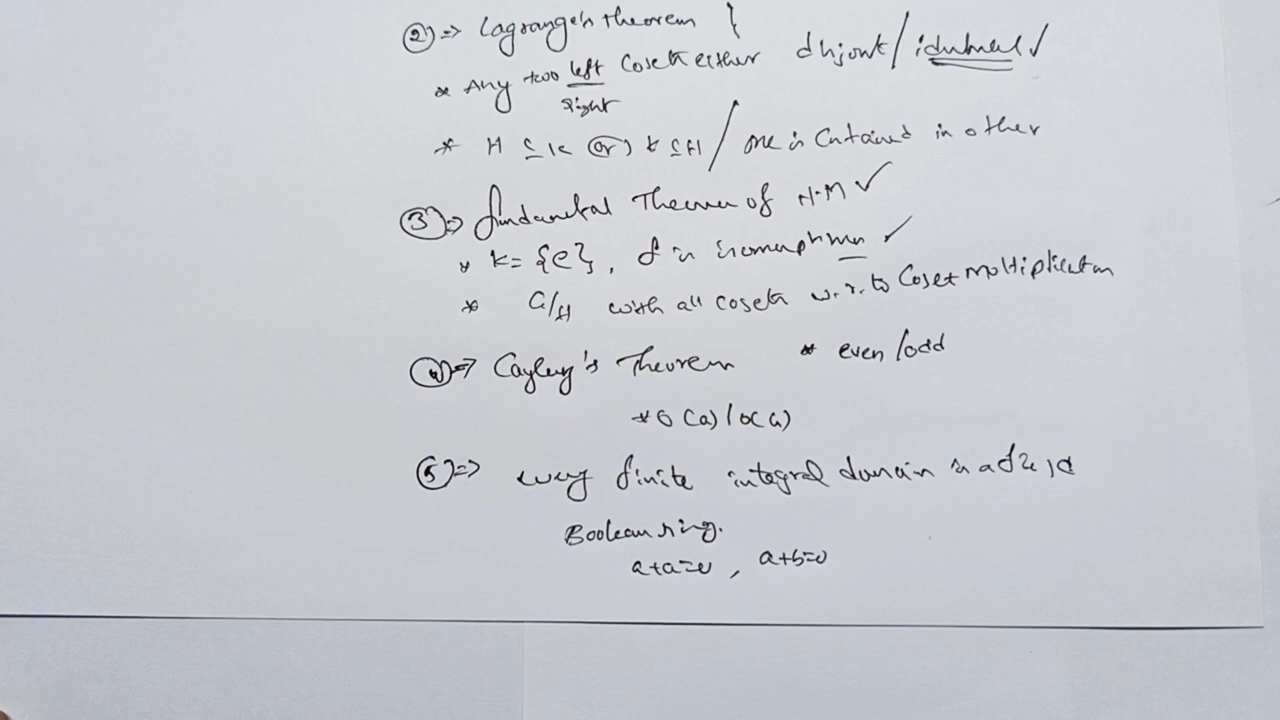 ② => Lagrange's theorem }
* Any two left Cosets either disjoint / identical ✓
right
* H ⊆ K (or) K ⊆ H / one is Contained in other
③ => fundamental Theorem of H.M ✓
* K = {e}, f is isomorphism ✓
* G/H with all cosets w.r.to Coset multiplication
④ => Cayley's Theorem * even/odd
* O(a) / O(G)
⑤ => every finite integral domain is a field
Boolean ring.
a+a=0, a+b=0